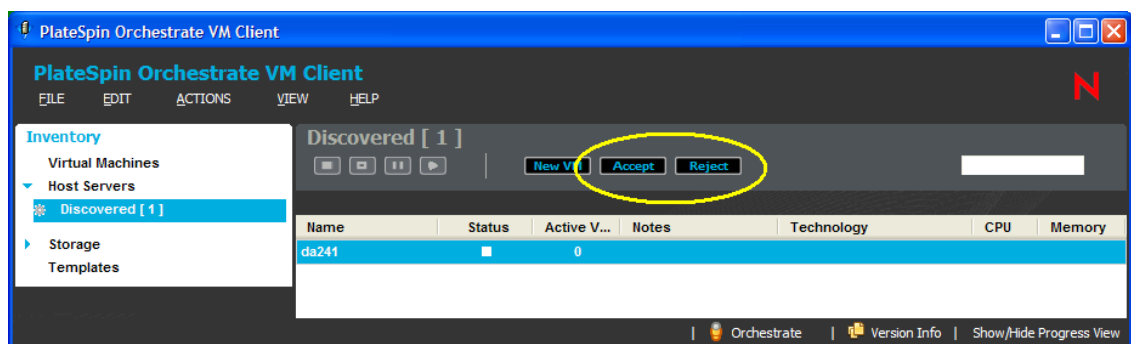 PlateSpin Orchestrate VM Client
PlateSpin Orchestrate VM Client
N
FILE EDIT ACTIONS VIEW HELP
Inventory
Virtual Machines
Host Servers
Discovered [ 1 ]
Storage
Templates
Discovered [ 1 ]
New VM Accept Reject
Name Status Active V... Notes Technology CPU Memory
da241 0
| Orchestrate | Version Info | Show/Hide Progress View